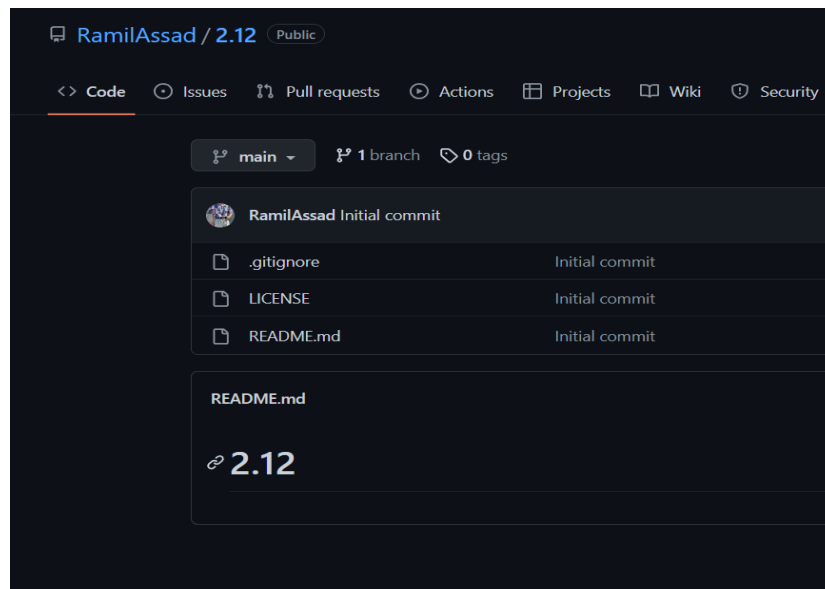 RamilAssad / 2.12 Public
Code Issues Pull requests Actions Projects Wiki Security
main 1 branch 0 tags
RamilAssad Initial commit
.gitignore Initial commit
LICENSE Initial commit
README.md Initial commit
README.md
2.12